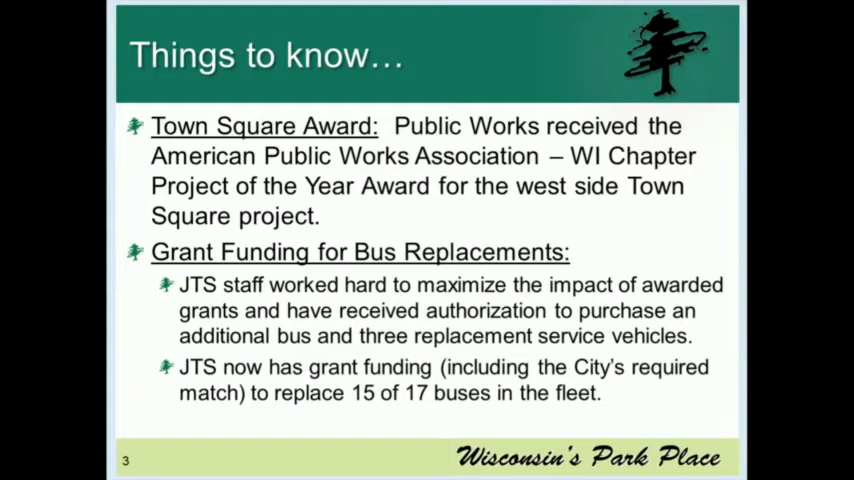 Things to know…
Town Square Award: Public Works received the
American Public Works Association – WI Chapter
Project of the Year Award for the west side Town
Square project.
Grant Funding for Bus Replacements:
JTS staff worked hard to maximize the impact of awarded
grants and have received authorization to purchase an
additional bus and three replacement service vehicles.
JTS now has grant funding (including the City's required
match) to replace 15 of 17 buses in the fleet.
3
Wisconsin's Park Place